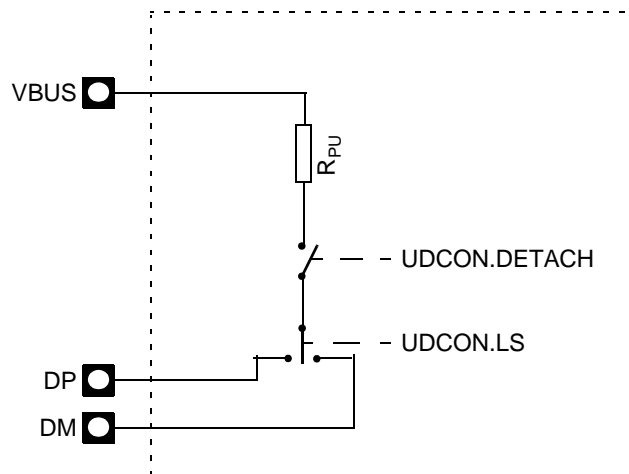 VBUS
RPU
UDCON.DETACH
UDCON.LS
DP
DM